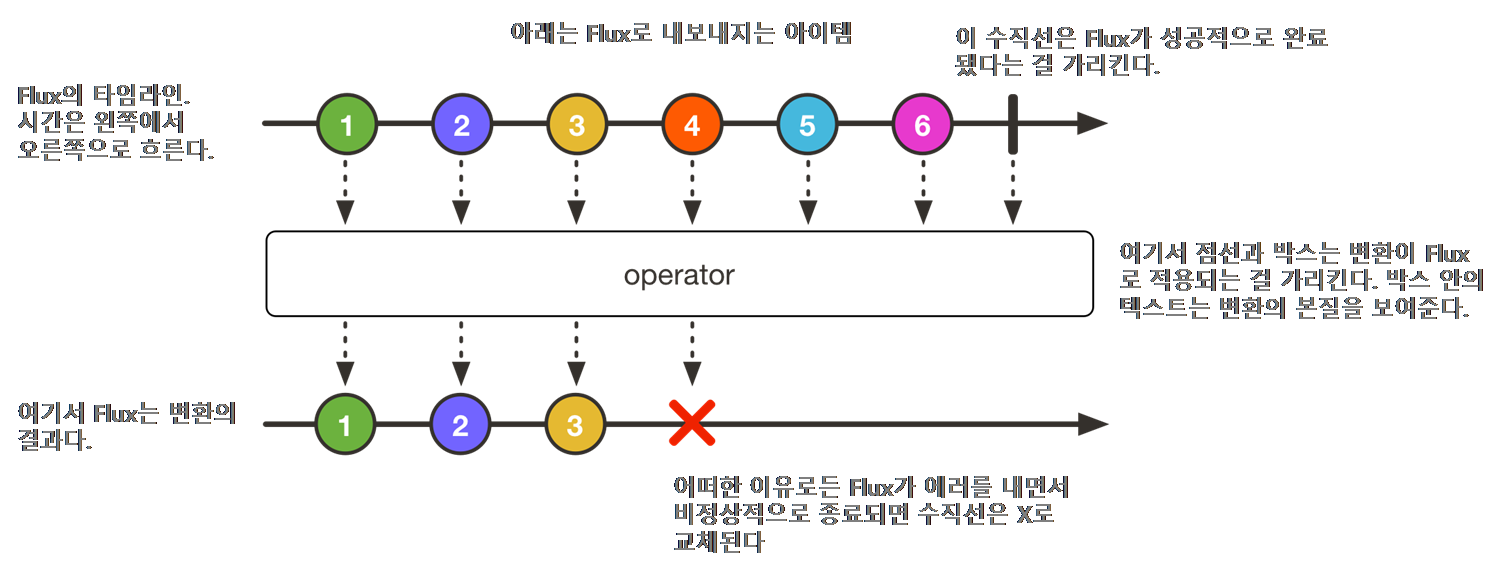 아래는 Flux로 내보내지는 아이템
이 수직선은 Flux가 성공적으로 완료
됐다는 걸 가리킨다.
Flux의 타임라인.
시간은 왼쪽에서
오른쪽으로 흐른다.
1 2 3 4 5 6
operator
여기서 점선과 박스는 변환이 Flux
로 적용되는 걸 가리킨다. 박스 안의
텍스트는 변환의 본질을 보여준다.
여기서 Flux는 변환의
결과다.
1 2 3
어떠한 이유로든 Flux가 에러를 내면서
비정상적으로 종료되면 수직선은 X로
교체된다